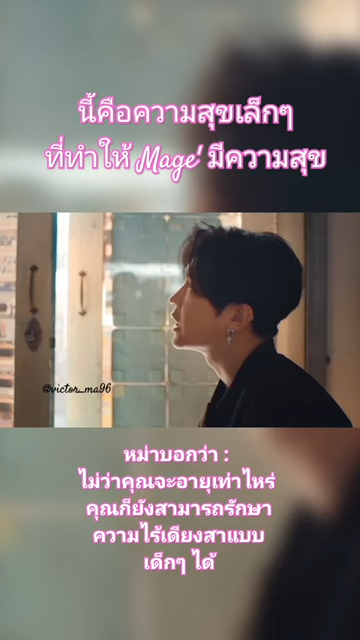 นี้คือความสุขเล็กๆ
ที่ทำให้ Mage' มีความสุข
@victor_ma96
หม่าบอกว่า :
ไม่ว่าคุณจะอายุเท่าไหร่
คุณก็ยังสามารถรักษา
ความไร้เดียงสาแบบ
เด็กๆ ได้